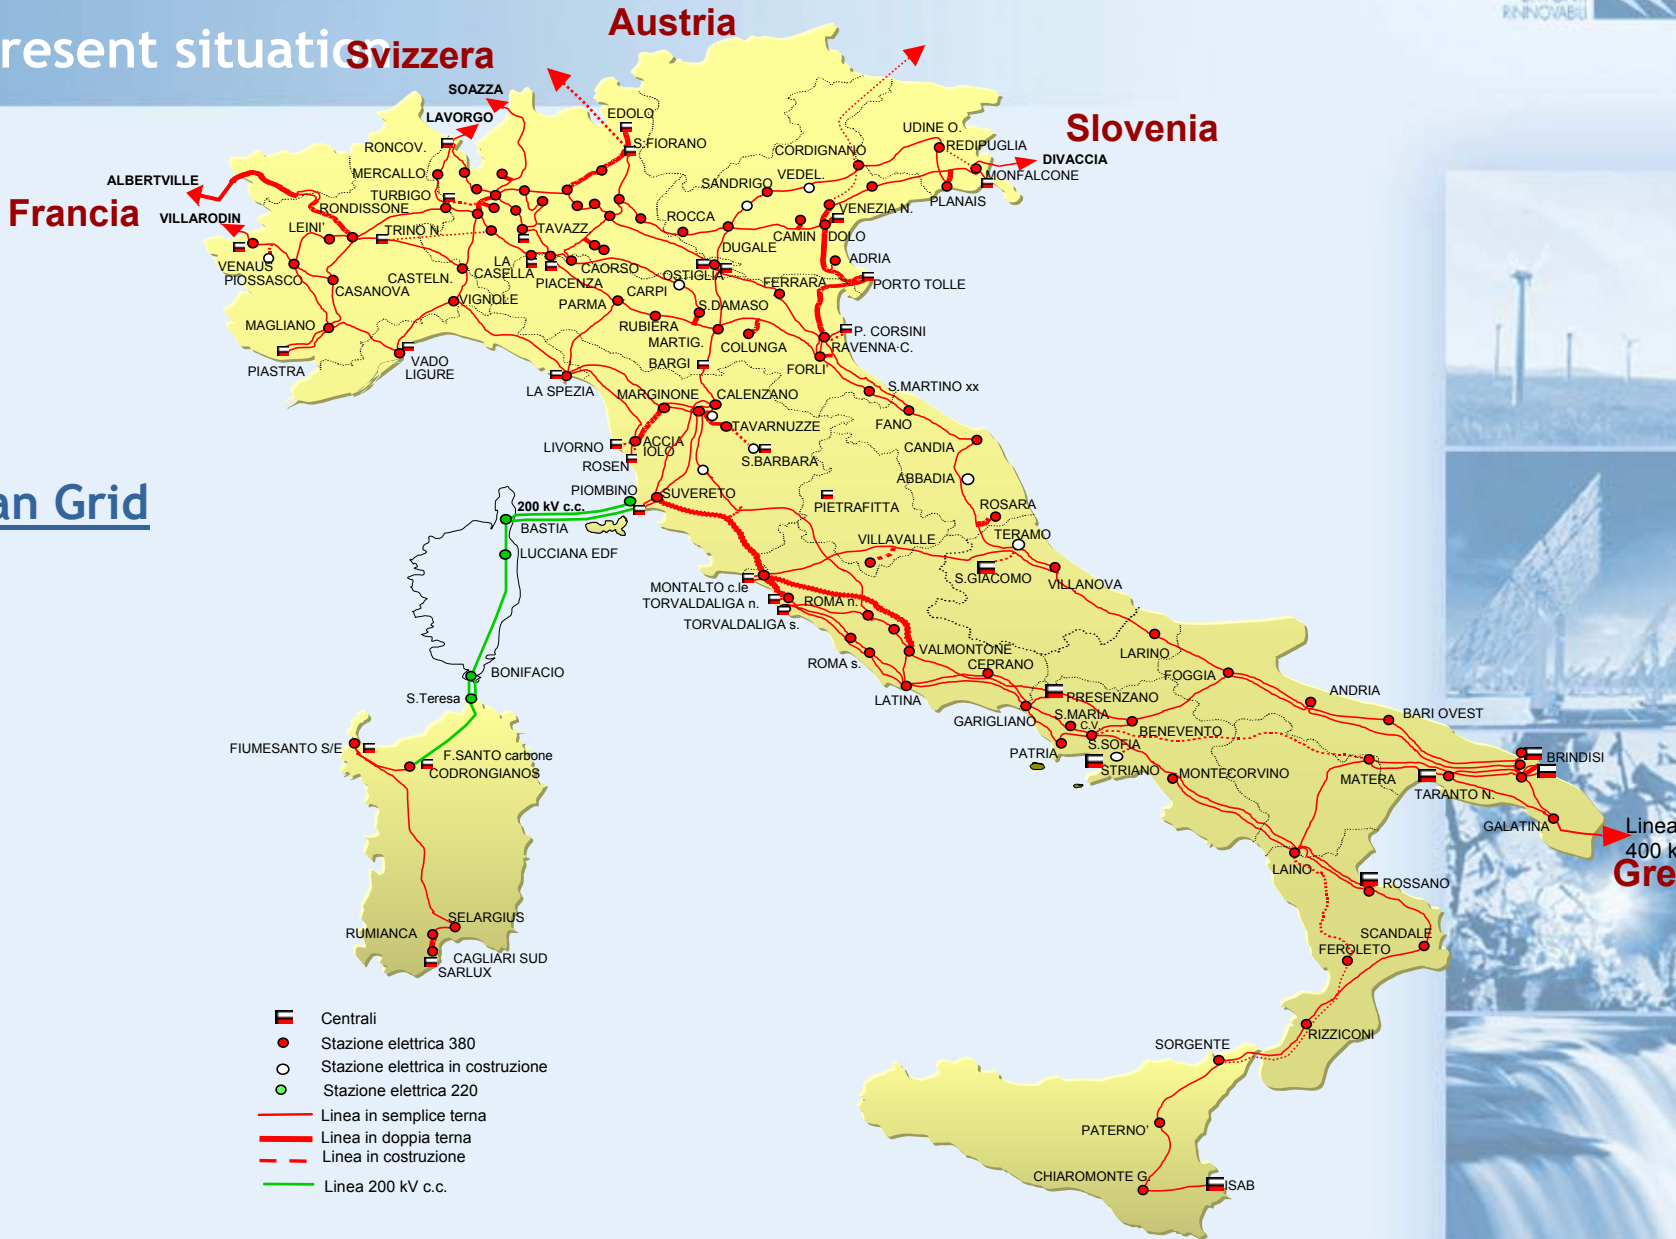 resent situation
Svizzera
Austria
Slovenia
Francia
an Grid
SOAZZA
LAVORGO
RONCOV.
MERCALLO
ALBERTVILLE
TURBIGO
RONDISSONE
VILLARODIN
LEINI'
TRINO N.
VENAUS
PIOSSASCO
CASANOVA
CASTELN.
MAGLIANO
PIASTRA
VADO
LIGURE
VIGNOLE
LA
CASELLA
TAVAZZ.
PIACENZA
CAORSO
PARMA
CARPI
EDOLO
S.FIORANO
CORDIGNANO
UDINE O.
REDIPUGLIA
DIVACCIA
MONFALCONE
PLANAIS
VEDEL.
SANDRIGO
VENEZIA N.
ROCCA
DUGALE
CAMIN
DOLO
ADRIA
OSTIGLIA
FERRARA
PORTO TOLLE
S.DAMASO
RUBIERA
MARTIG.
COLUNGA
P. CORSINI
RAVENNA C.
FORLI'
BARGI
LA SPEZIA
MARGINONE
CALENZANO
TAVARNUZZE
S.MARTINO xx
FANO
CANDIA
LIVORNO
ACCIA
IOLO
ROSEN
S.BARBARA
ABBADIA
PIOMBINO
SUVERETO
PIETRAFITTA
ROSARA
TERAMO
200 kV c.c.
BASTIA
LUCCIANA EDF
VILLAVALLE
S.GIACOMO
VILLANOVA
MONTALTO c.le
TORVALDALIGA n.
ROMA n.
TORVALDALIGA s.
ROMA s.
VALMONTONE
CEPRANO
LATINA
LARINO
FOGGIA
BONIFACIO
S.Teresa
GARIGLIANO
PRESENZANO
S.MARIA
C.V.
BENEVENTO
PATRIA
S.SOFIA
STRIANO
MONTECORVINO
ANDRIA
BARI OVEST
BRINDISI
MATERA
TARANTO N.
GALATINA
Linea
400 k
Gre
FIUMESANTO S/E
F.SANTO carbone
CODRONGIANOS
LAINO
ROSSANO
SCANDALE
FEROLETO
RIZZICONI
SELARGIUS
RUMIANCA
CAGLIARI SUD
SARLUX
SORGENTE
PATERNO'
CHIAROMONTE G.
ISAB
Centrali
Stazione elettrica 380
Stazione elettrica in costruzione
Stazione elettrica 220
Linea in semplice terna
Linea in doppia terna
Linea in costruzione
Linea 200 kV c.c.